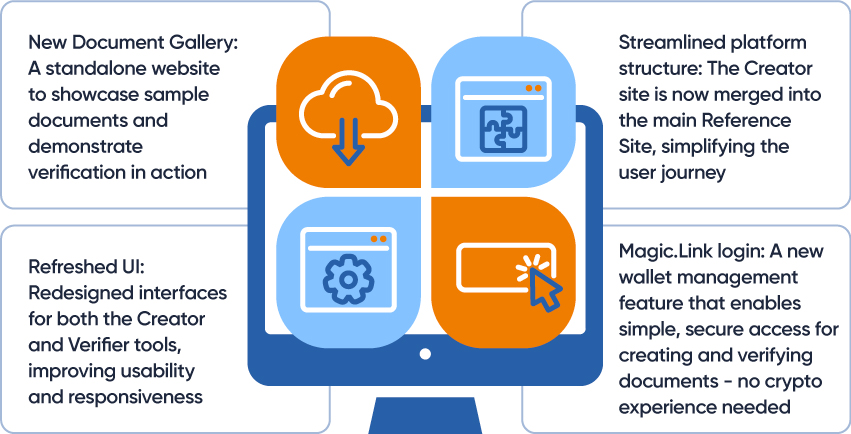 New Document Gallery:
A standalone website
to showcase sample
documents and
demonstrate
verification in action
Streamlined platform
structure: The Creator
site is now merged into
the main Reference
Site, simplifying the
user journey
Refreshed UI:
Redesigned interfaces
for both the Creator
and Verifier tools,
improving usability
and responsiveness
Magic.Link login: A new
wallet management
feature that enables
simple, secure access for
creating and verifying
documents - no crypto
experience needed